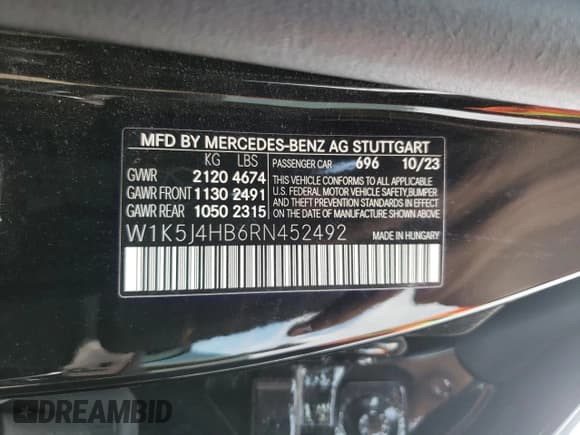 MFD BY MERCEDES-BENZ AG STUTTGART
KG LBS
GVWR 2120 4674
GAWR FRONT 1130 2491
GAWR REAR 1050 2315
PASSENGER CAR 696 10/23
THIS VEHICLE CONFORMS TO ALL APPLICABLE
U.S. FEDERAL MOTOR VEHICLE SAFETY, BUMPER
AND THEFT PREVENTION STANDARDS IN
EFFECT ON THE DATE OF MANUFACTURE
SHOWN ABOVE.
W1K5J4HB6RN452492 MADE IN HUNGARY
DREAMBID